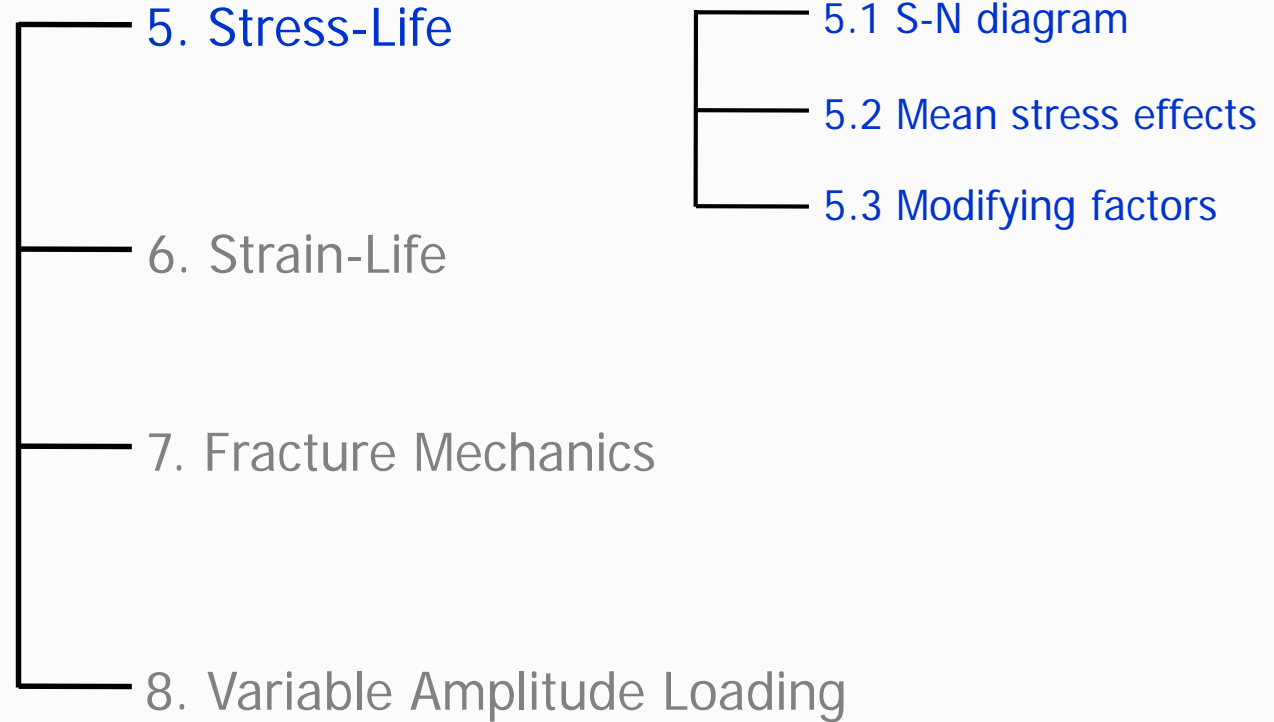 5. Stress-Life
5.1 S-N diagram
5.2 Mean stress effects
5.3 Modifying factors
6. Strain-Life
7. Fracture Mechanics
8. Variable Amplitude Loading